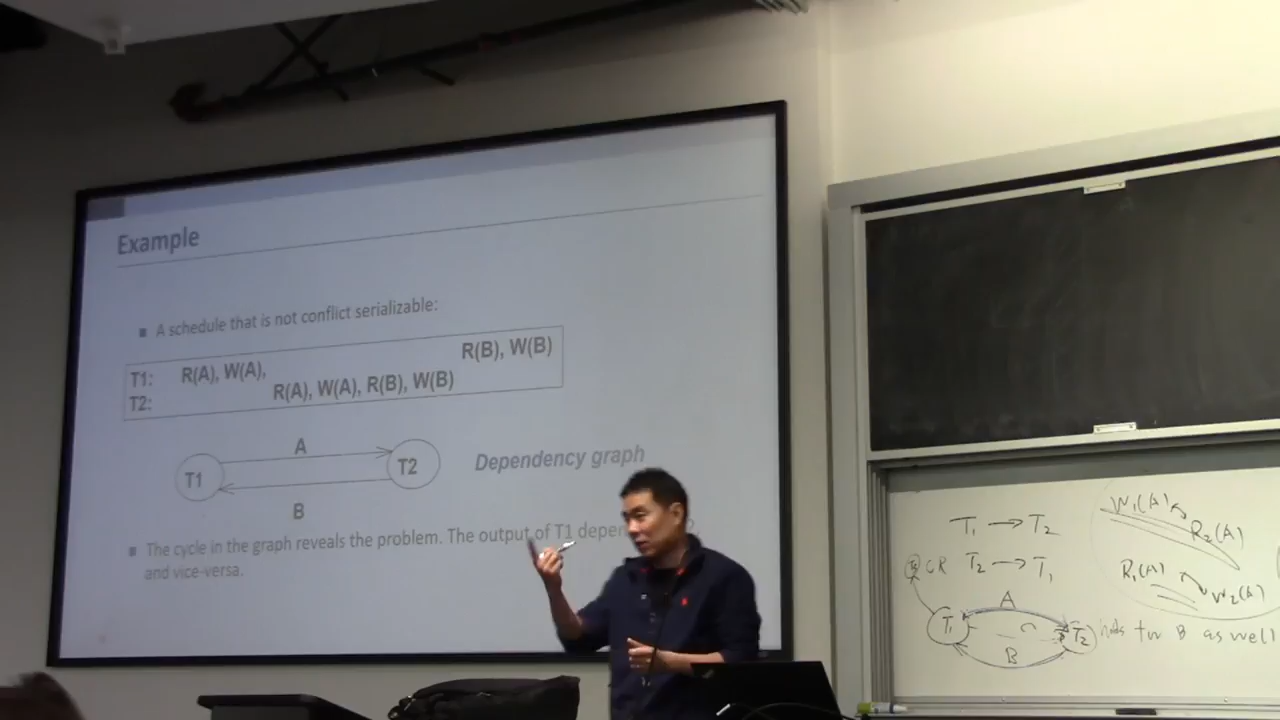 Example
A schedule that is not conflict serializable:
T1: R(A), W(A), R(B), W(B)
T2: R(A), W(A), R(B), W(B)
A
T1 T2
B
Dependency graph
The cycle in the graph reveals the problem. The output of T1
and vice-versa.
T1 → T2
OR T2 → T1
A
T1 T2 holds for B as well
B
W1(A)
R2(A)
R1(A)
W2(A)